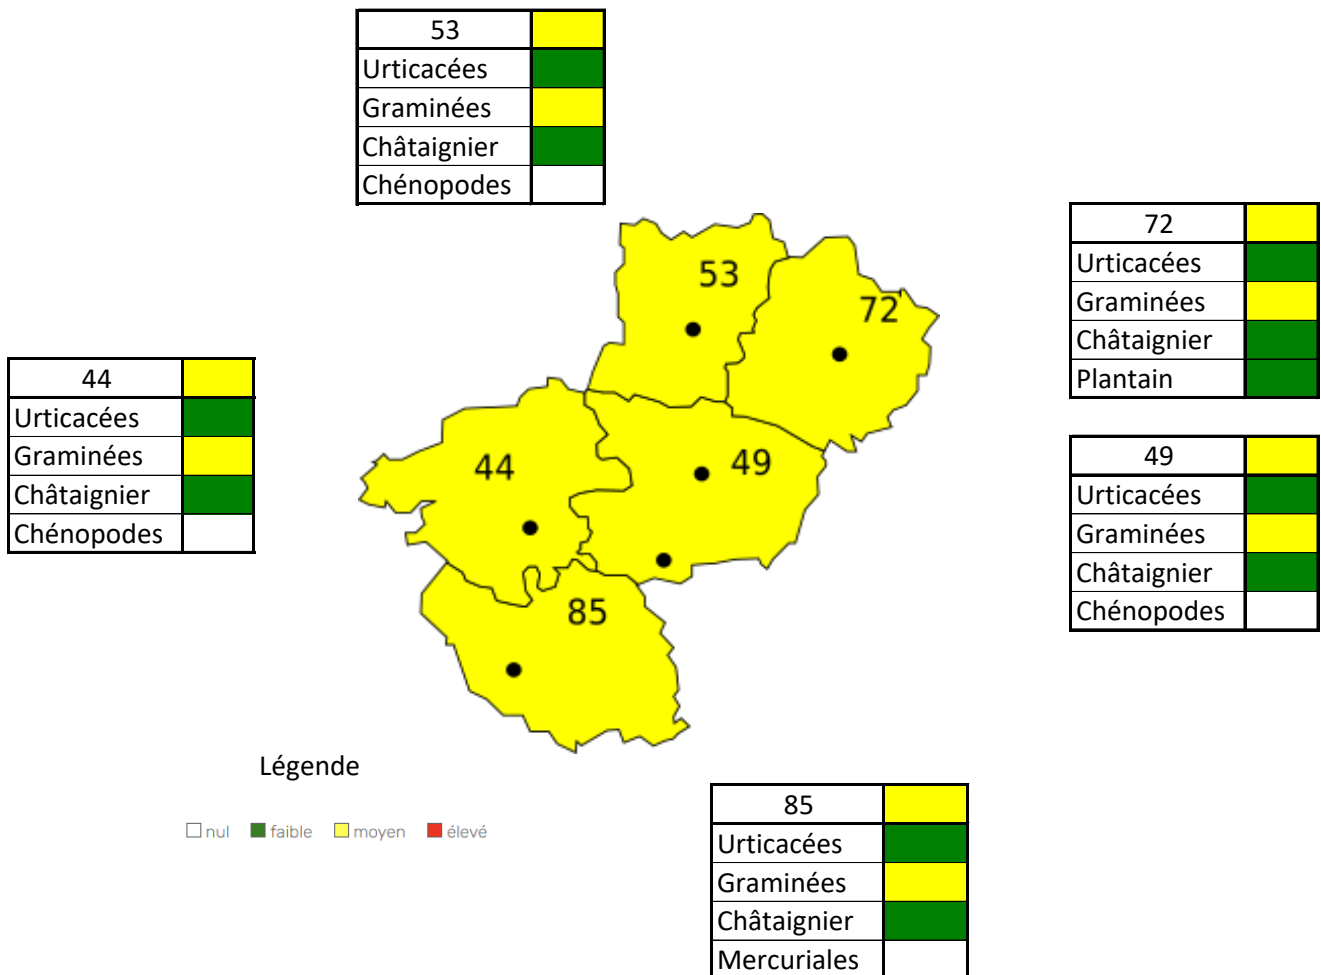 53
Urticacées
Graminées
Châtaignier
Chénopodes
72
Urticacées
Graminées
Châtaignier
Plantain
44
Urticacées
Graminées
Châtaignier
Chénopodes
49
Urticacées
Graminées
Châtaignier
Chénopodes
53
72
44
49
85
Légende
nul faible moyen élevé
85
Urticacées
Graminées
Châtaignier
Mercuriales